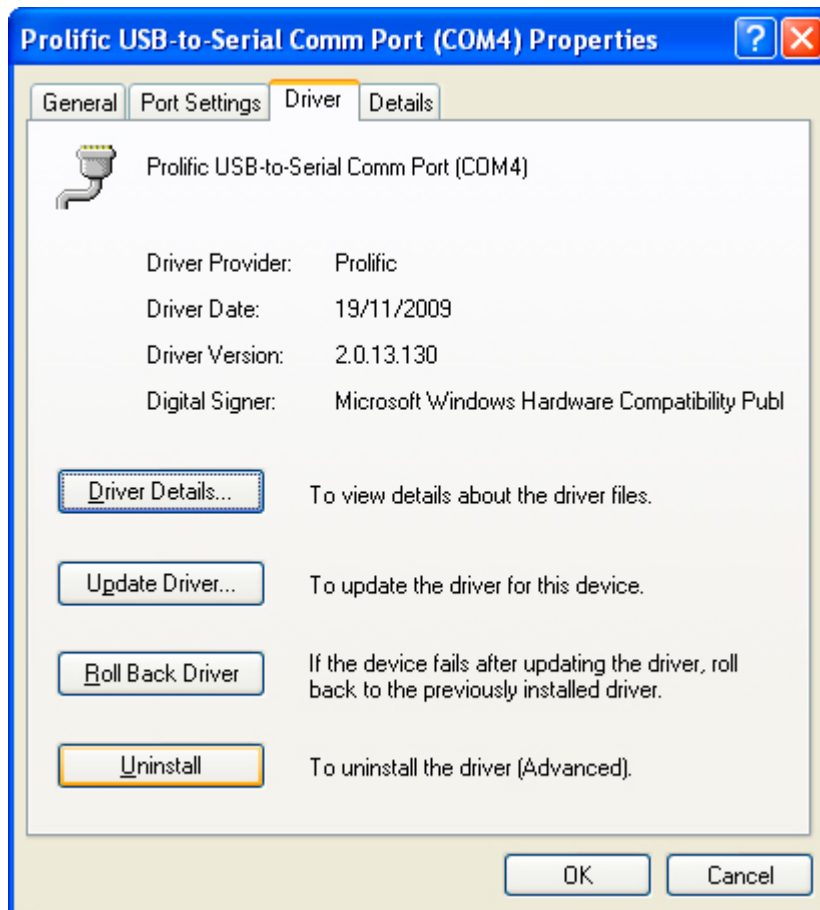 Prolific USB-to-Serial Comm Port (COM4) Properties
General Port Settings Driver Details
Prolific USB-to-Serial Comm Port (COM4)
Driver Provider: Prolific
Driver Date: 19/11/2009
Driver Version: 2.0.13.130
Digital Signer: Microsoft Windows Hardware Compatibility Publ
Driver Details... To view details about the driver files.
Update Driver... To update the driver for this device.
Roll Back Driver If the device fails after updating the driver, roll
back to the previously installed driver.
Uninstall To uninstall the driver (Advanced).
OK Cancel